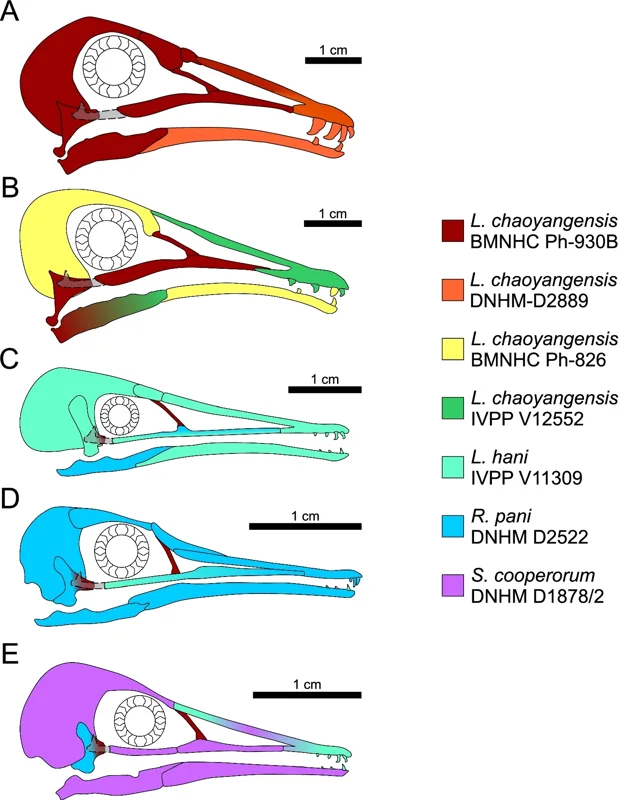 A
1 cm
B
1 cm
L. chaoyangensis
BMNHC Ph-930B
L. chaoyangensis
DNHM-D2889
L. chaoyangensis
BMNHC Ph-826
C
1 cm
L. chaoyangensis
IVPP V12552
L. hani
IVPP V11309
D
1 cm
R. pani
DNHM D2522
S. cooperorum
DNHM D1878/2
E
1 cm